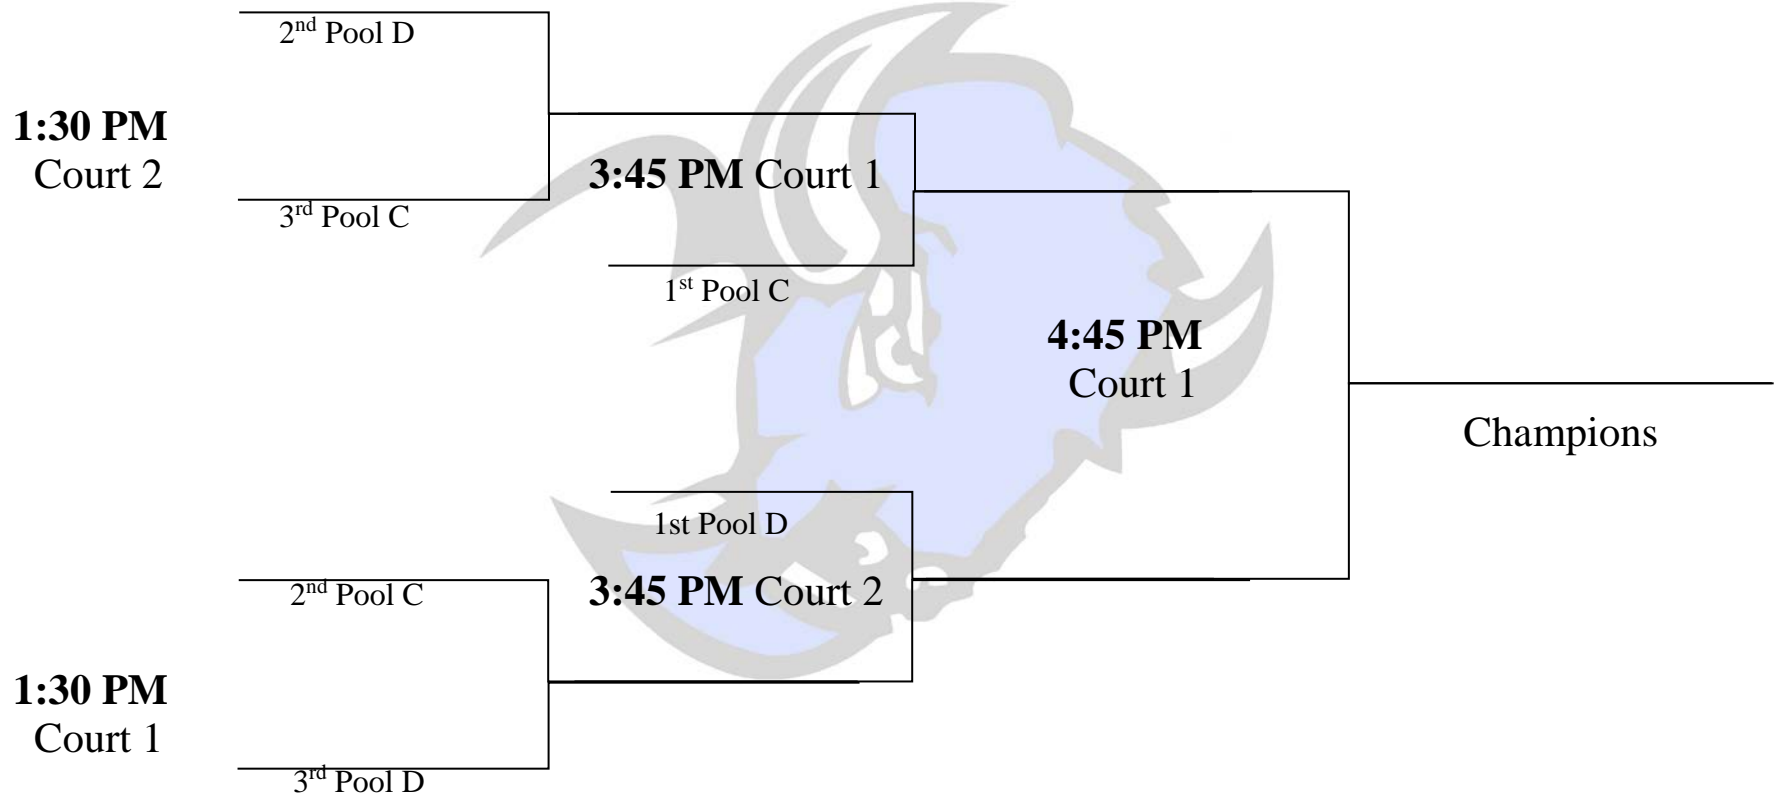 2nd Pool D
1:30 PM
Court 2
3rd Pool C
3:45 PM Court 1
1st Pool C
4:45 PM
Court 1
Champions
1st Pool D
3:45 PM Court 2
2nd Pool C
1:30 PM
Court 1
3rd Pool D